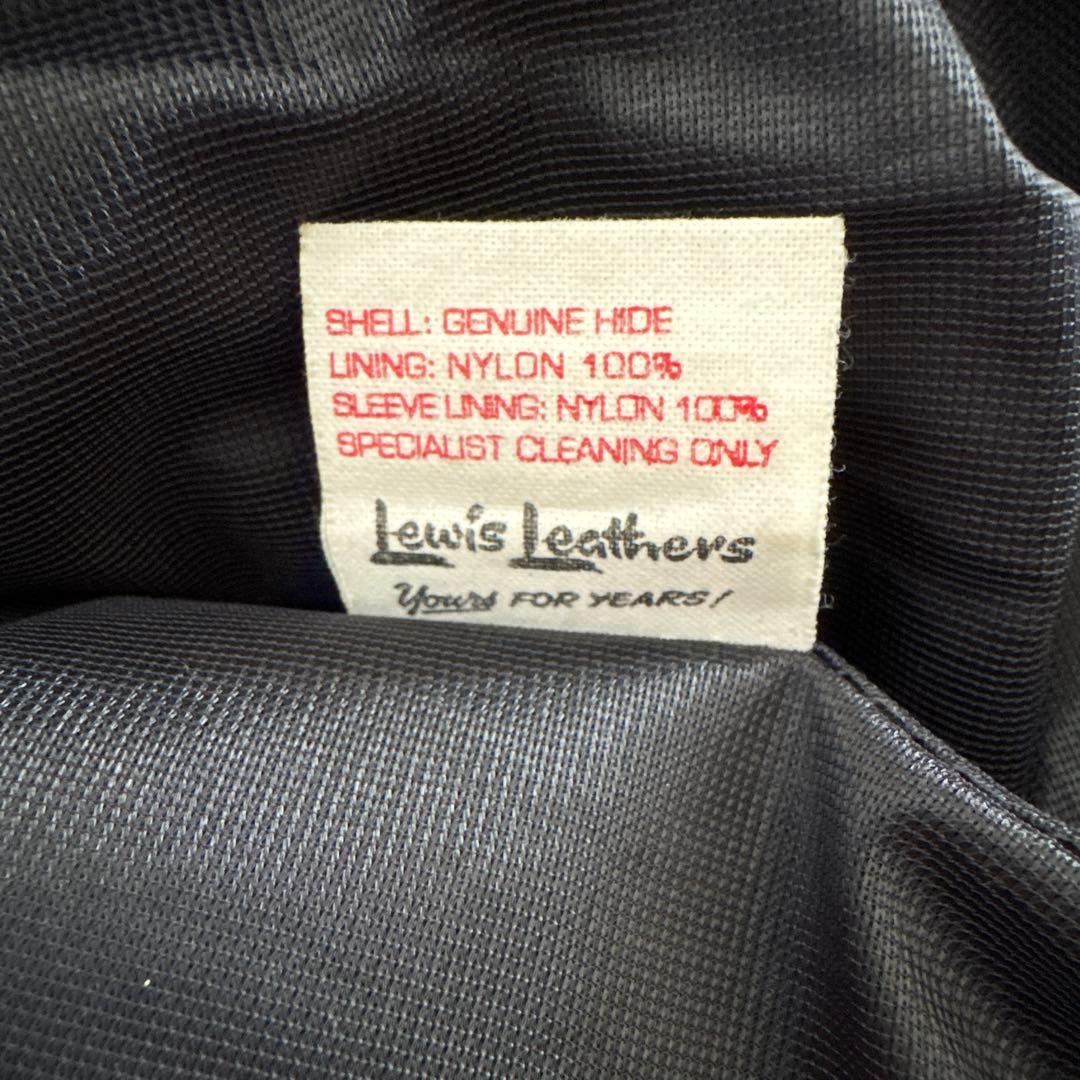 SHELL: GENUINE HIDE
LINING: NYLON 100%
SLEEVE LINING: NYLON 100%
SPECIALIST CLEANING ONLY
Lewis Leathers
Yours FOR YEARS!